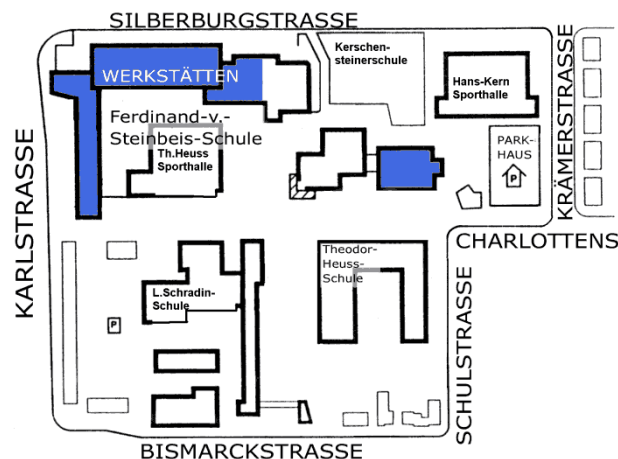 SILBERBURGSTRASSE
Kerschen-
steinerschule
WERKSTÄTTEN
Hans-Kern
Sporthalle
KRÄMERSTRASSE
Ferdinand-v.-
Steinbeis-Schule
Th.Heuss
Sporthalle
PARK-
HAUS
P
KARLSTRASSE
CHARLOTTENS
Theodor-
Heuss-
Schule
L.Schradin-
Schule
P
SCHULSTRASSE
BISMARCKSTRASSE